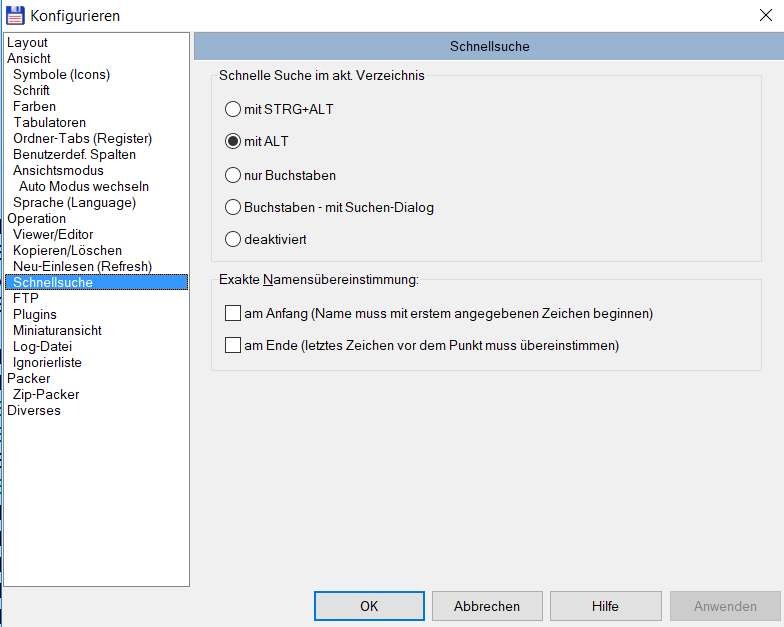 Konfigurieren
Layout
Ansicht
Symbole (Icons)
Schrift
Farben
Tabulatoren
Ordner-Tabs (Register)
Benutzerdef. Spalten
Ansichtsmodus
Auto Modus wechseln
Sprache (Language)
Operation
Viewer/Editor
Kopieren/Löschen
Neu-Einlesen (Refresh)
Schnellsuche
FTP
Plugins
Miniaturansicht
Log-Datei
Ignorierliste
Packer
Zip-Packer
Diverses
Schnellsuche
Schnelle Suche im akt. Verzeichnis
mit STRG+ALT
mit ALT
nur Buchstaben
Buchstaben - mit Suchen-Dialog
deaktiviert
Exakte Namensübereinstimmung:
am Anfang (Name muss mit erstem angegebenen Zeichen beginnen)
am Ende (letztes Zeichen vor dem Punkt muss übereinstimmen)
OK
Abbrechen
Hilfe
Anwenden